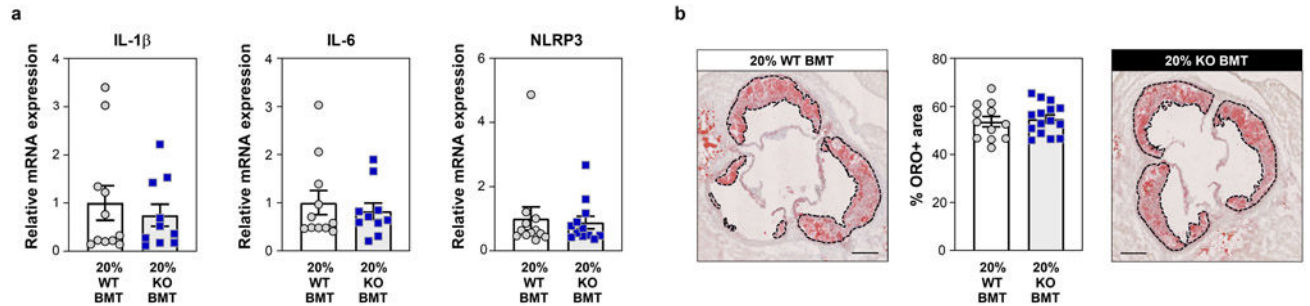 a
IL-1β
Relative mRNA expression
4
3
2
1
0
20%
WT
BMT
20%
KO
BMT
IL-6
Relative mRNA expression
4
3
2
1
0
20%
WT
BMT
20%
KO
BMT
NLRP3
Relative mRNA expression
6
4
2
0
20%
WT
BMT
20%
KO
BMT
b
20% WT BMT
% ORO+ area
80
60
40
20
0
20%
WT
BMT
20%
KO
BMT
20% KO BMT